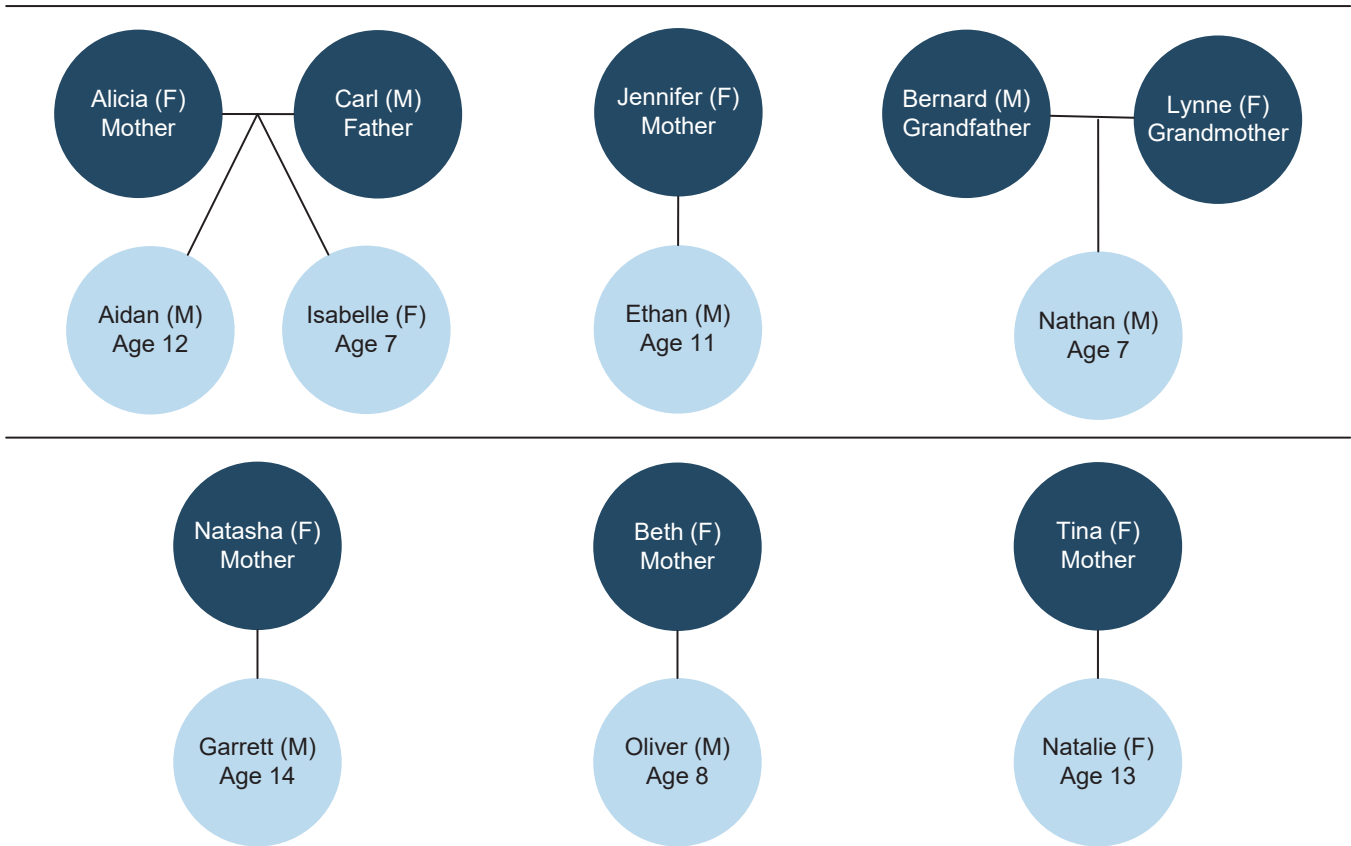 Alicia (F)
Mother
Carl (M)
Father
Jennifer (F)
Mother
Bernard (M)
Grandfather
Lynne (F)
Grandmother
Aidan (M)
Age 12
Isabelle (F)
Age 7
Ethan (M)
Age 11
Nathan (M)
Age 7
Natasha (F)
Mother
Beth (F)
Mother
Tina (F)
Mother
Garrett (M)
Age 14
Oliver (M)
Age 8
Natalie (F)
Age 13